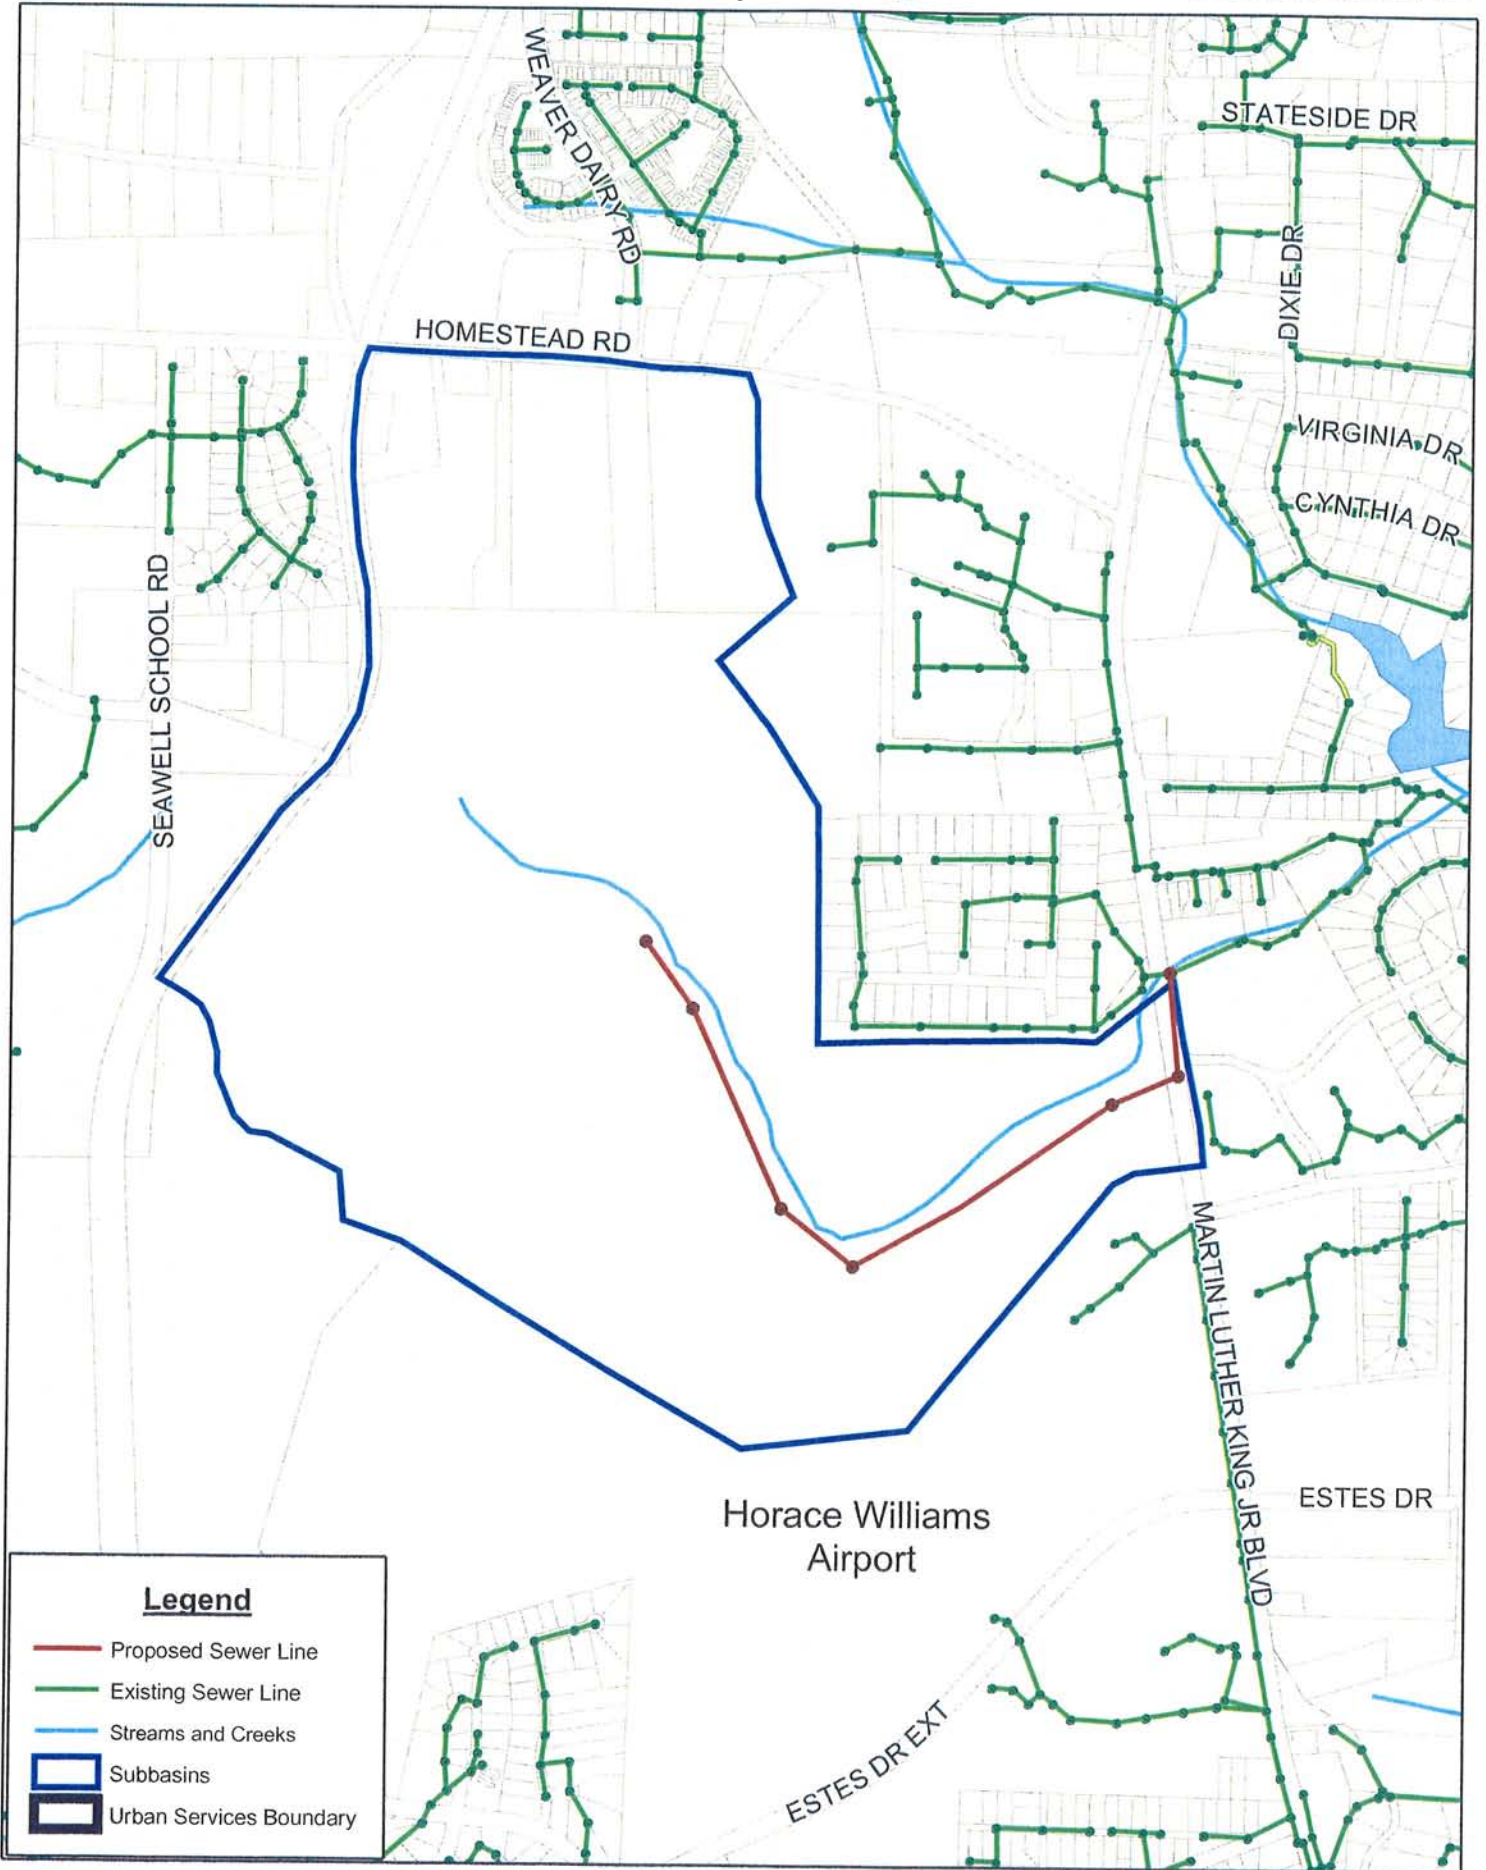 WEAVER DAIRY RD
STATESIDE DR
DIXIE DR
HOMESTEAD RD
VIRGINIA DR
CYNTHIA DR
SEAWELL SCHOOL RD
MARTIN LUTHER KING JR BLVD
ESTES DR
Horace Williams
Airport
ESTES DR EXT
Legend
Proposed Sewer Line
Existing Sewer Line
Streams and Creeks
Subbasins
Urban Services Boundary